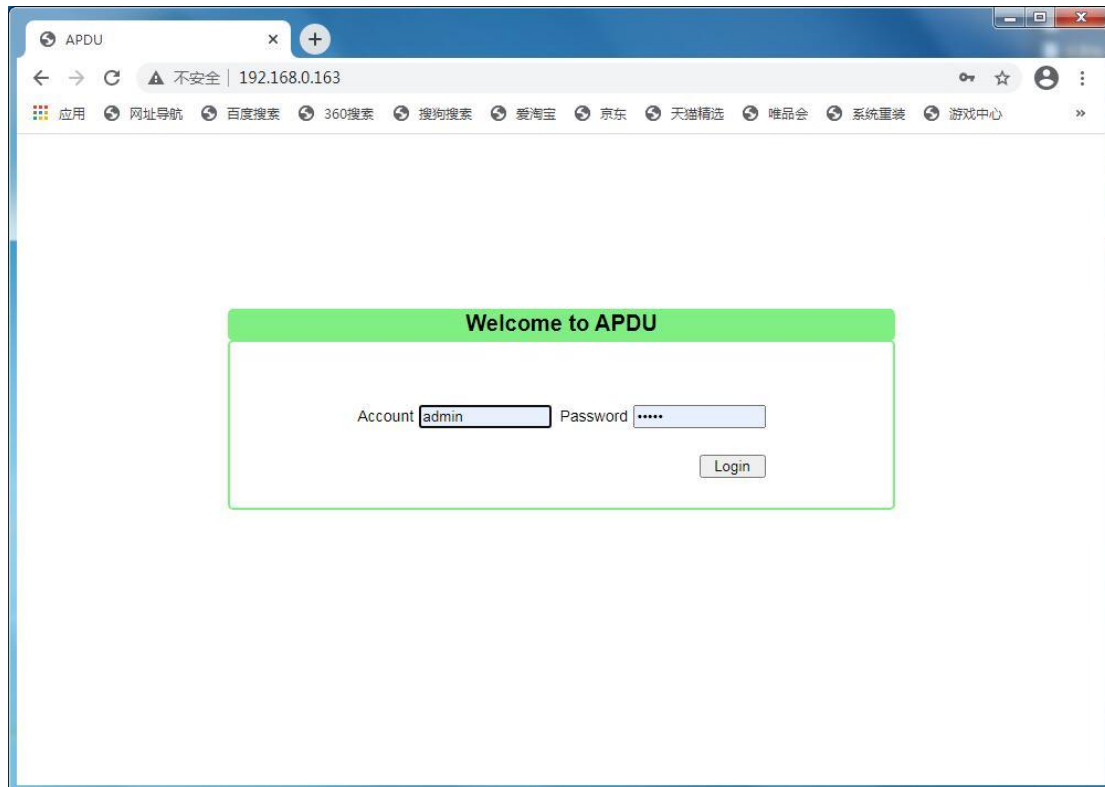 APDU
不安全 | 192.168.0.163
应用 网址导航 百度搜索 360搜索 搜狗搜索 爱淘宝 京东 天猫精选 唯品会 系统重装 游戏中心 »
Welcome to APDU
Account admin Password •••••
Login